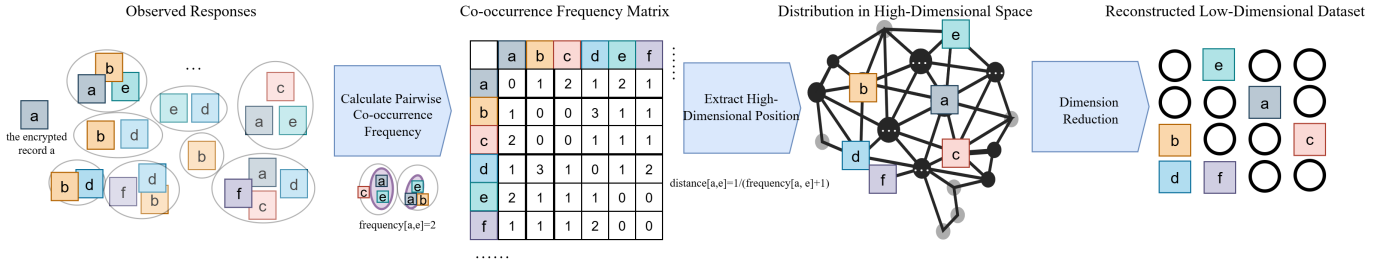 Observed Responses
Co-occurrence Frequency Matrix
Distribution in High-Dimensional Space
Reconstructed Low-Dimensional Dataset
a
the encrypted
record a
b
a
e
...
c
a
e
e
d
b
d
b
b
d
f
d
b
a
f
d
c
Calculate Pairwise
Co-occurrence
Frequency
c
a
e
e
a
b
frequency[a,e]=2
a b c d e f
a 0 1 2 1 2 1
b 1 0 0 3 1 1
c 2 0 0 1 1 1
d 1 3 1 0 1 2
e 2 1 1 1 0 0
f 1 1 1 2 0 0
......
......
Extract High-
Dimensional Position
distance[a,e]=1/(frequency[a, e]+1)
e
...
...
b
a
...
d
c
...
f
Dimension
Reduction
e
a
b
c
d
f